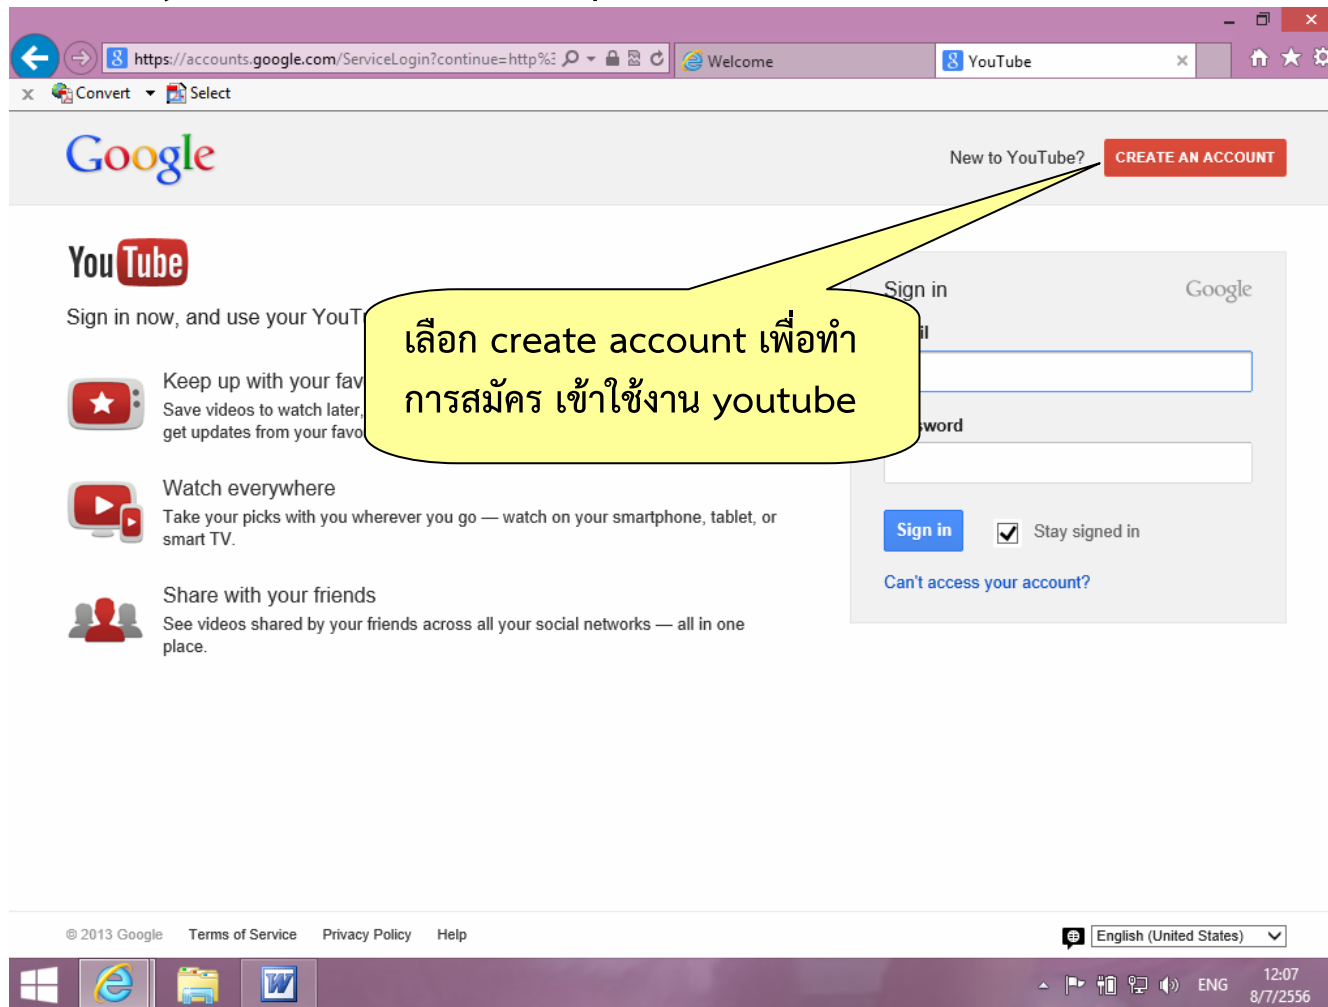 https://accounts.google.com/ServiceLogin?continue=http%3
Welcome
YouTube
Convert
Select
Google
New to YouTube?
CREATE AN ACCOUNT
YouTube
Sign in now, and use your YouT
เลือก create account เพื่อทำ
การสมัคร เข้าใช้งาน youtube
Keep up with your fav
Save videos to watch later,
get updates from your favo
Watch everywhere
Take your picks with you wherever you go — watch on your smartphone, tablet, or
smart TV.
Share with your friends
See videos shared by your friends across all your social networks — all in one
place.
Sign in
Google
il
sword
Sign in
Stay signed in
Can't access your account?
© 2013 Google Terms of Service Privacy Policy Help
English (United States)
ENG
12:07
8/7/2556